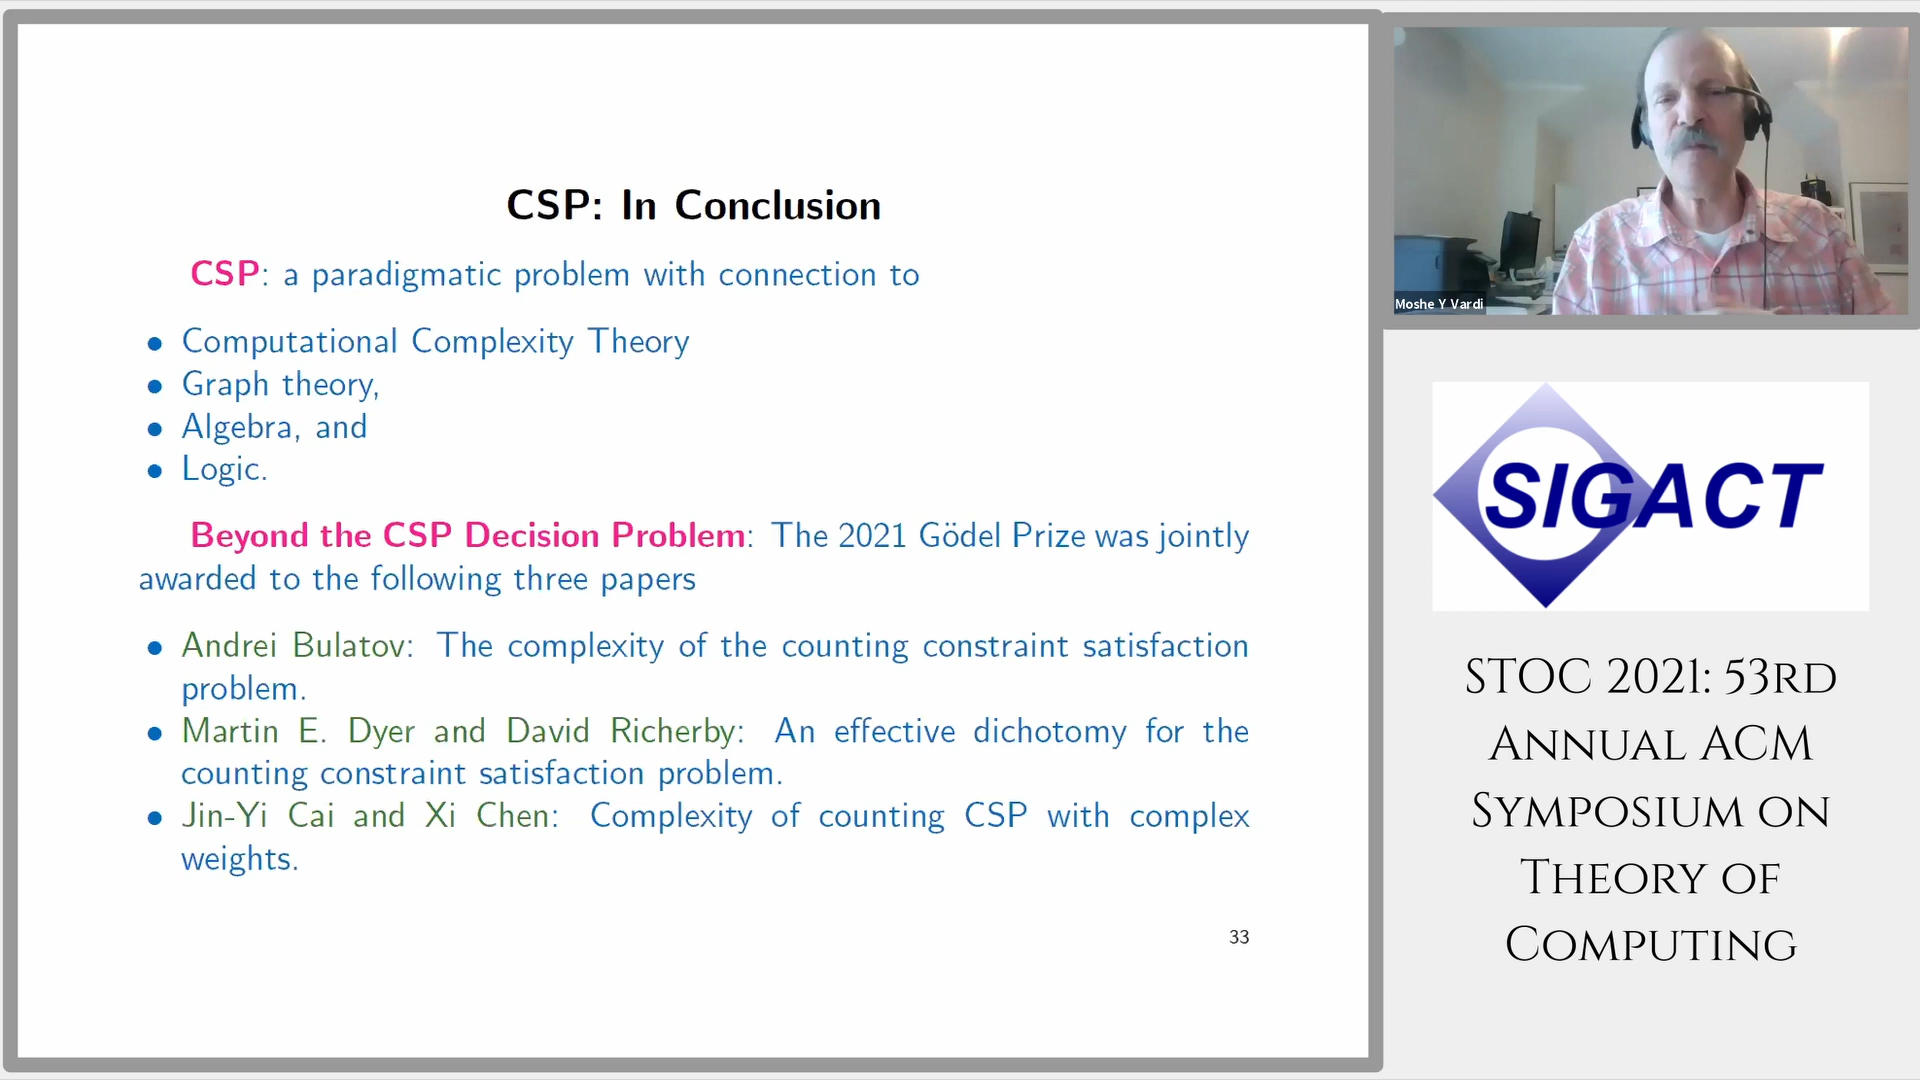 CSP: In Conclusion
CSP: a paradigmatic problem with connection to
• Computational Complexity Theory
• Graph theory,
• Algebra, and
• Logic.
Beyond the CSP Decision Problem: The 2021 Gödel Prize was jointly
awarded to the following three papers
• Andrei Bulatov: The complexity of the counting constraint satisfaction
problem.
• Martin E. Dyer and David Richerby: An effective dichotomy for the
counting constraint satisfaction problem.
• Jin-Yi Cai and Xi Chen: Complexity of counting CSP with complex
weights.
33
Moshe Y Vardi
SIGACT
STOC 2021: 53rd
Annual ACM
Symposium on
Theory of
Computing